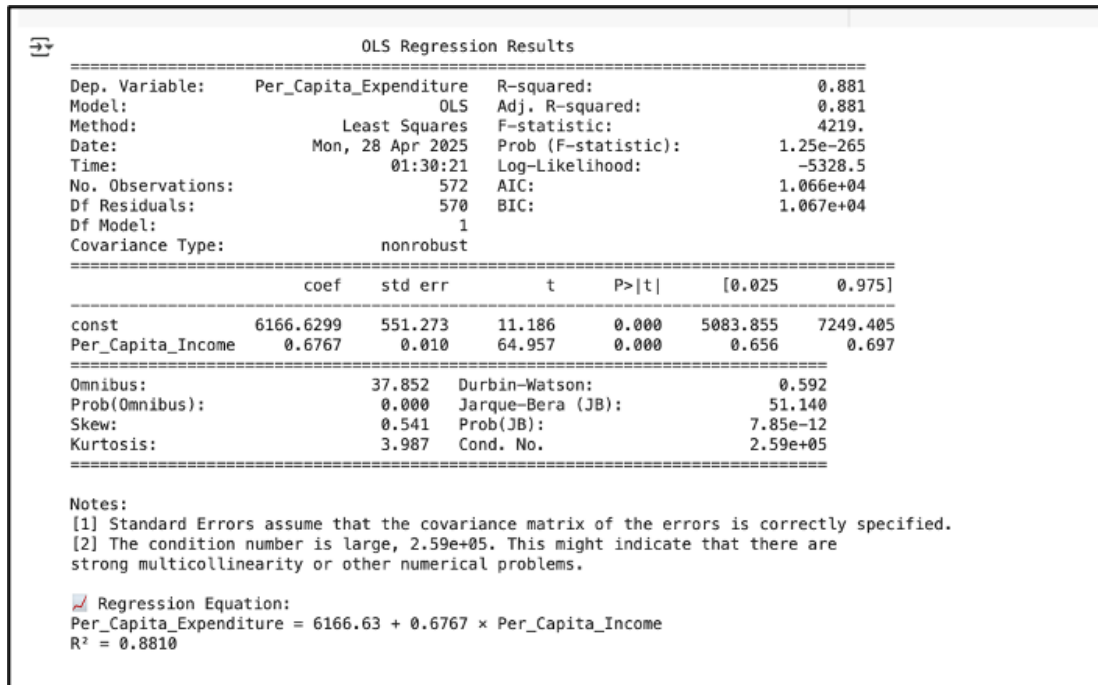 OLS Regression Results
==============================================================================
Dep. Variable: Per_Capita_Expenditure R-squared: 0.881
Model: OLS Adj. R-squared: 0.881
Method: Least Squares F-statistic: 4219.
Date: Mon, 28 Apr 2025 Prob (F-statistic): 1.25e-265
Time: 01:30:21 Log-Likelihood: -5328.5
No. Observations: 572 AIC: 1.066e+04
Df Residuals: 570 BIC: 1.067e+04
Df Model: 1
Covariance Type: nonrobust
==============================================================================
coef std err t P>|t| [0.025 0.975]
------------------------------------------------------------------------------
const 6166.6299 551.273 11.186 0.000 5083.855 7249.405
Per_Capita_Income 0.6767 0.010 64.957 0.000 0.656 0.697
==============================================================================
Omnibus: 37.852 Durbin-Watson: 0.592
Prob(Omnibus): 0.000 Jarque-Bera (JB): 51.140
Skew: 0.541 Prob(JB): 7.85e-12
Kurtosis: 3.987 Cond. No. 2.59e+05
==============================================================================
Notes:
[1] Standard Errors assume that the covariance matrix of the errors is correctly specified.
[2] The condition number is large, 2.59e+05. This might indicate that there are
strong multicollinearity or other numerical problems.
📈 Regression Equation:
Per_Capita_Expenditure = 6166.63 + 0.6767 × Per_Capita_Income
R² = 0.8810